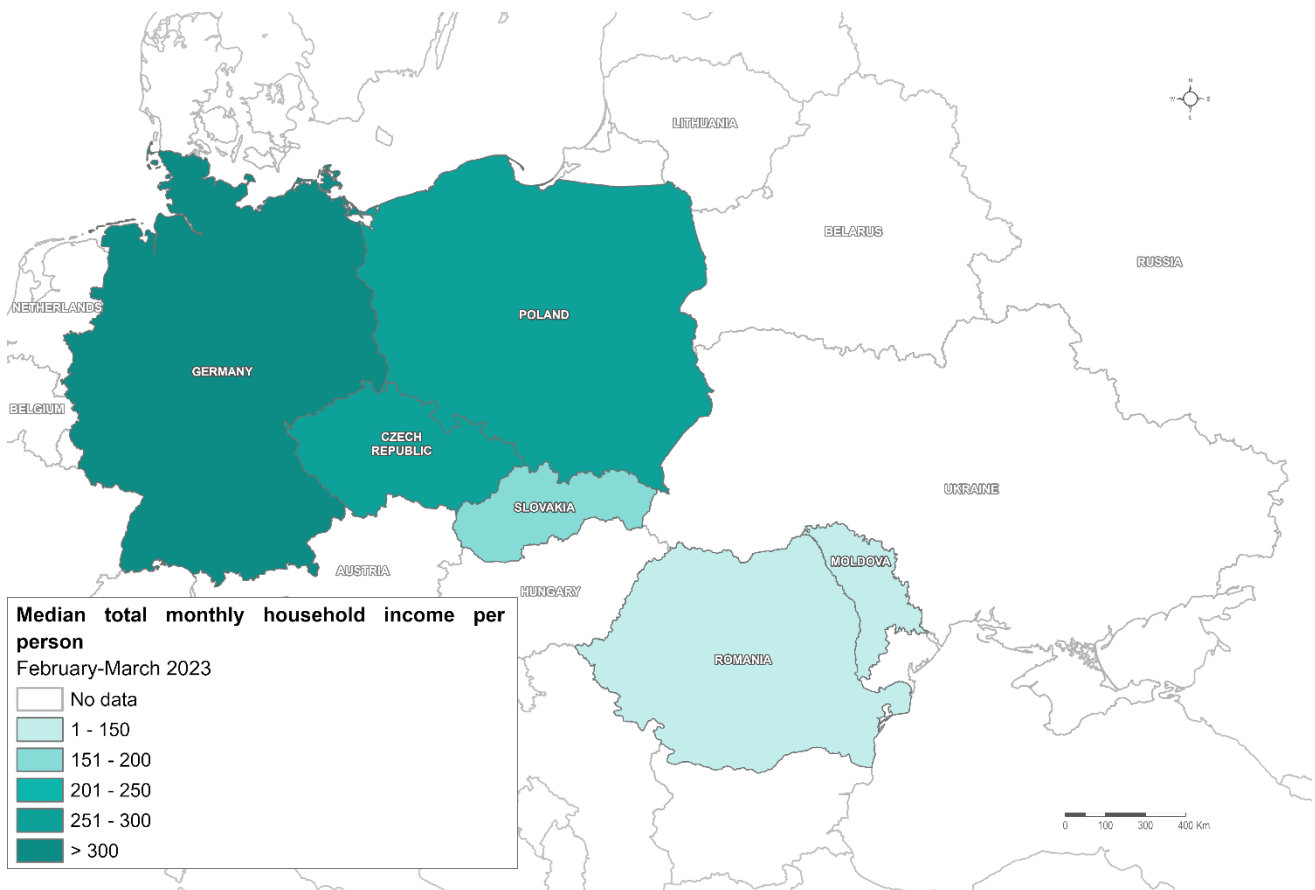 N
W E
S
LITHUANIA
BELARUS
RUSSIA
NETHERLANDS
POLAND
GERMANY
BELGIUM
CZECH
REPUBLIC
UKRAINE
SLOVAKIA
MOLDOVA
AUSTRIA
HUNGARY
ROMANIA
Median total monthly household income per
person
February-March 2023
No data
1 - 150
151 - 200
201 - 250
251 - 300
> 300
0 100 200 300 400 Km